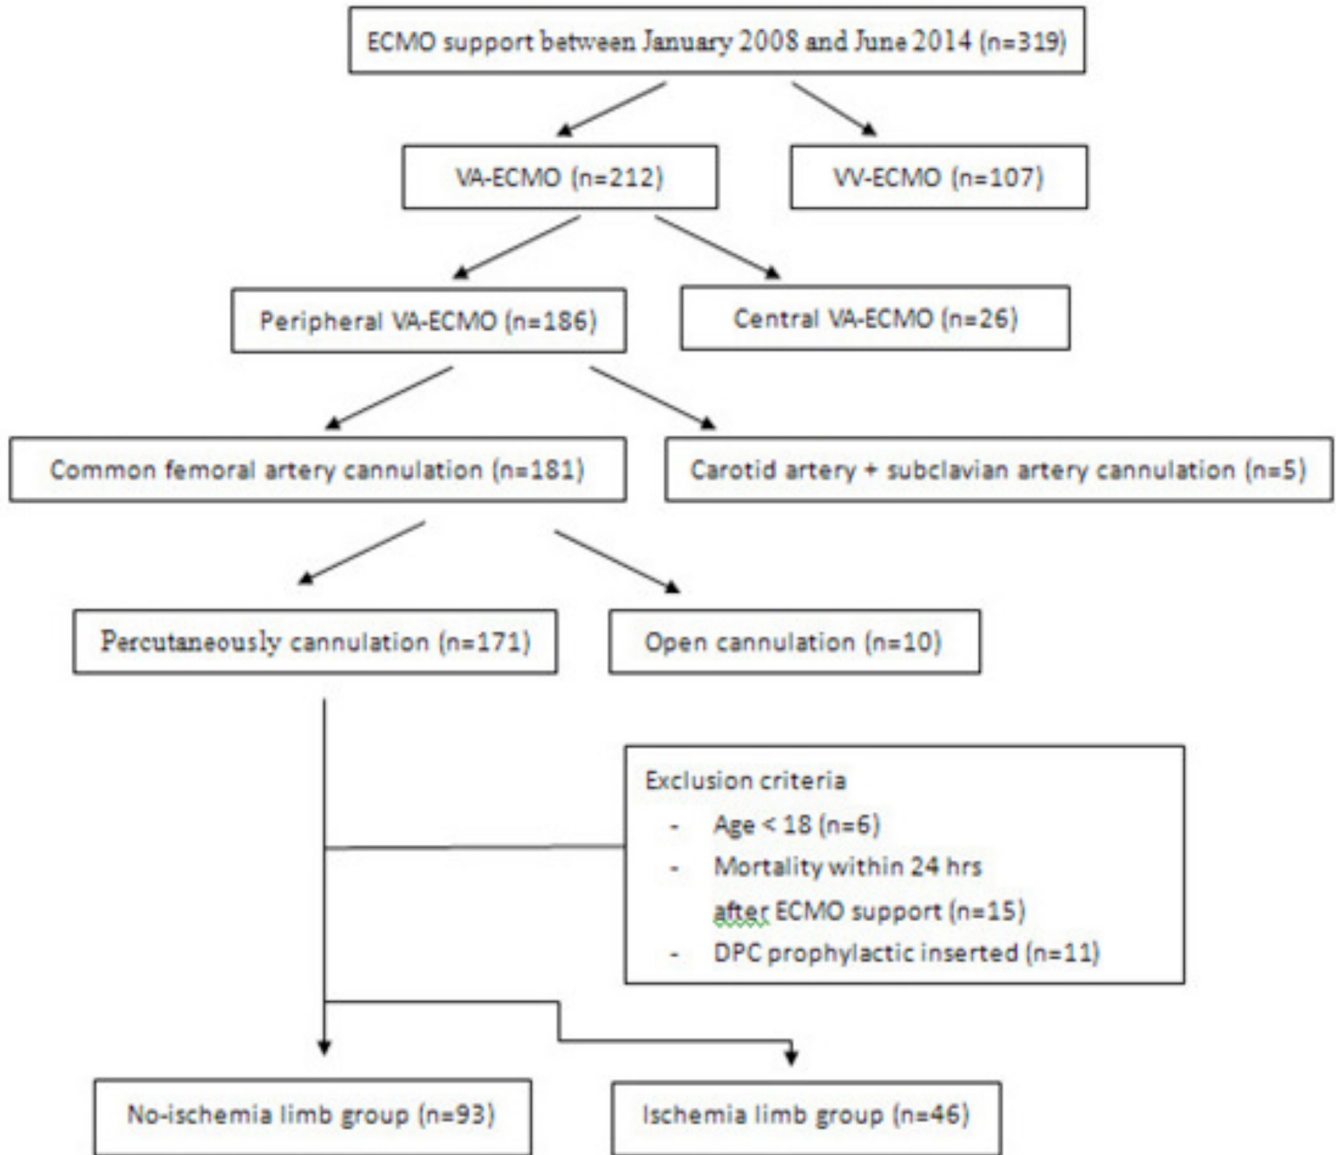 ECMO support between January 2008 and June 2014 (n=319)
VA-ECMO (n=212)
VV-ECMO (n=107)
Peripheral VA-ECMO (n=186)
Central VA-ECMO (n=26)
Common femoral artery cannulation (n=181)
Carotid artery + subclavian artery cannulation (n=5)
Percutaneously cannulation (n=171)
Open cannulation (n=10)
Exclusion criteria
- Age < 18 (n=6)
- Mortality within 24 hrs
after ECMO support (n=15)
- DPC prophylactic inserted (n=11)
No-ischemia limb group (n=93)
Ischemia limb group (n=46)